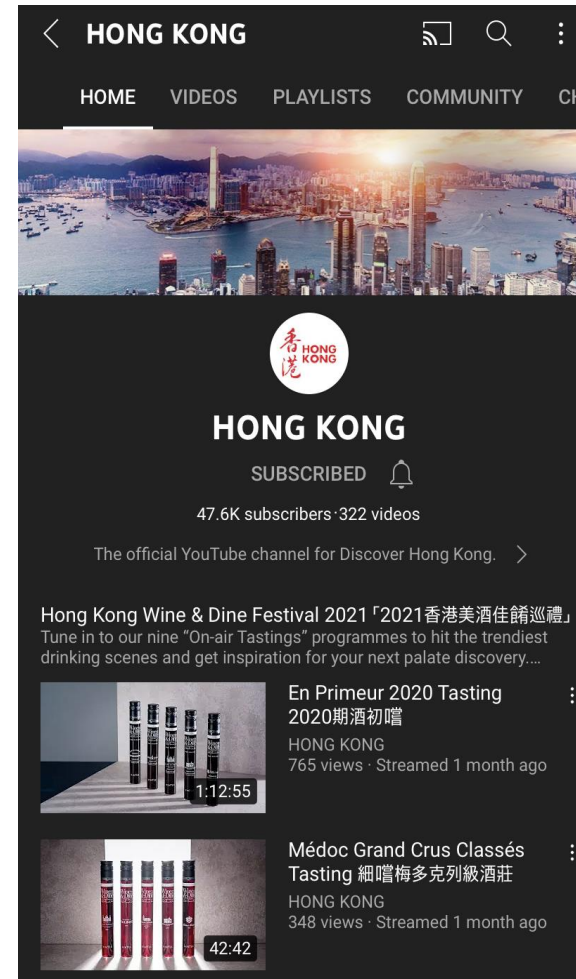 HONG KONG
HOME VIDEOS PLAYLISTS COMMUNITY CH
香港 HONG KONG
HONG KONG
SUBSCRIBED
47.6K subscribers·322 videos
The official YouTube channel for Discover Hong Kong.
Hong Kong Wine & Dine Festival 2021「2021香港美酒佳餚巡禮」
Tune in to our nine “On-air Tastings” programmes to hit the trendiest
drinking scenes and get inspiration for your next palate discovery....
En Primeur 2020 Tasting
2020期酒初嚐
HONG KONG
765 views · Streamed 1 month ago
1:12:55
Médoc Grand Crus Classés
Tasting 細嚐梅多克列級酒莊
HONG KONG
348 views · Streamed 1 month ago
42:42